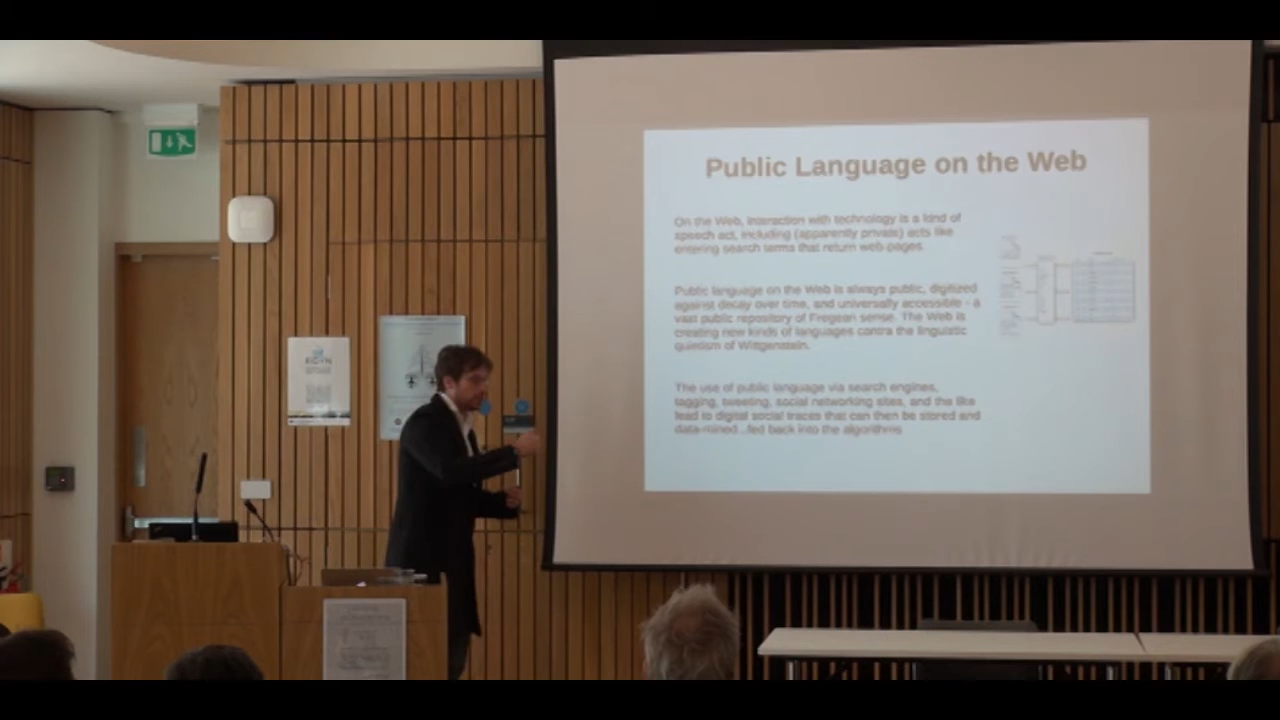 Public Language on the Web
On the Web, interaction with technology is a kind of
speech act, including (apparently private) acts like
entering search terms that return web pages.
Public language on the Web is always public, digitized
against decay over time, and universally accessible - a
vast public repository of Fregean sense. The Web is
creating new kinds of languages contra the linguistic
quietism of Wittgenstein.
The use of public language via search engines,
tagging, tweeting, social networking sites, and the like
lead to digital social traces that can then be stored and
data-mined...fed back into the algorithms